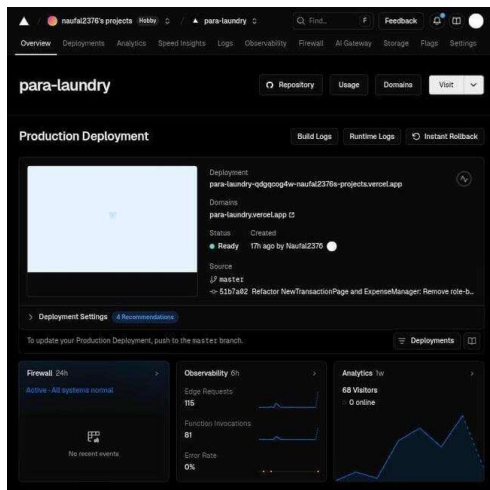 naufal2376's projects Hobby / para-laundry Find... F Feedback
Overview Deployments Analytics Speed Insights Logs Observability Firewall AI Gateway Storage Flags Settings
para-laundry Repository Usage Domains Visit
Production Deployment Build Logs Runtime Logs Instant Rollback
Deployment
para-laundry-qdgqcog4w-naufal2376s-projects.vercel.app
Domains
para-laundry.vercel.app
Status Created
Ready 17h ago by Naufal2376
Source
master
51b7a02 Refactor NewTransactionPage and ExpenseManager: Remove role-b...
Deployment Settings 4 Recommendations
To update your Production Deployment, push to the master branch. Deployments
Firewall 24h
Active · All systems normal
No recent events
Observability 6h
Edge Requests
115
Function Invocations
81
Error Rate
0%
Analytics 1w
68 Visitors
0 online